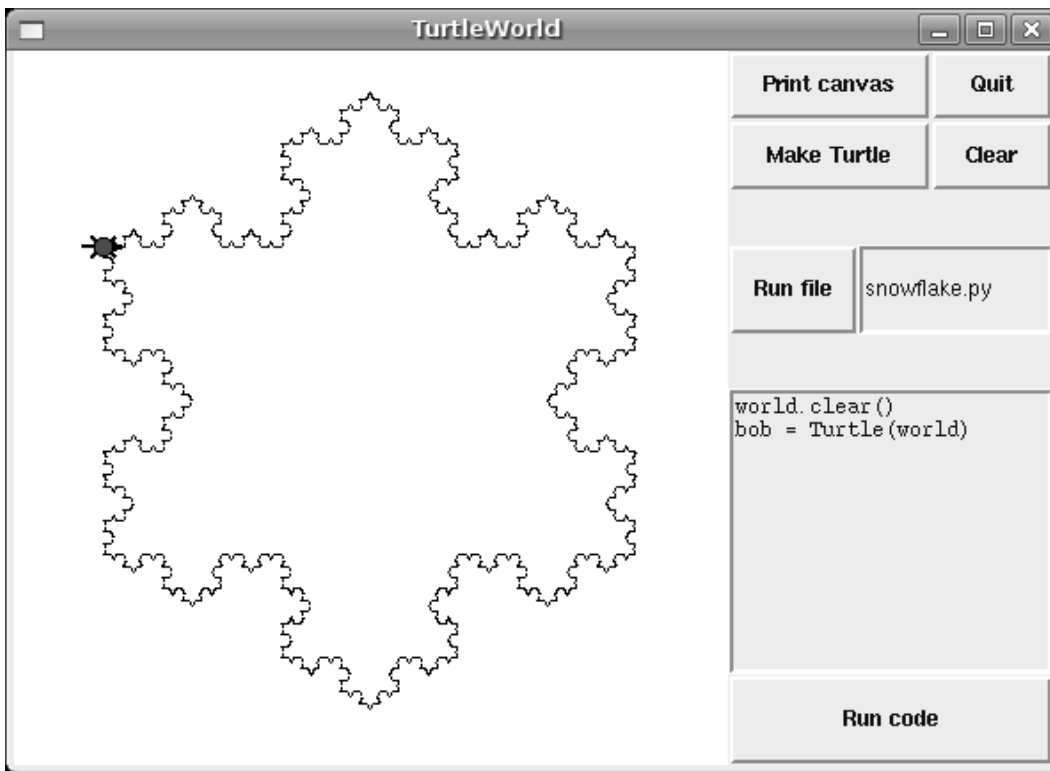 TurtleWorld
Print canvas
Quit
Make Turtle
Clear
Run file
snowflake.py
world.clear()
bob = Turtle(world)
Run code